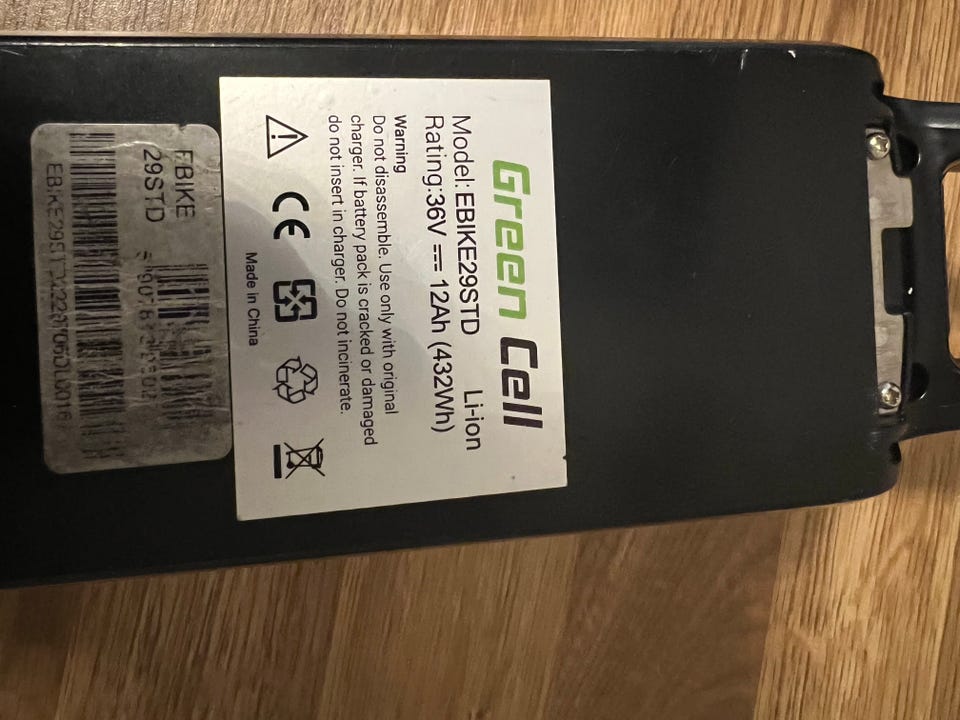 Green Cell
Model: EBIKE29STD Li-ion
Rating:36V 12Ah (432Wh)
Warning
Do not disassemble. Use only with original
charger. If battery pack is cracked or damaged
do not insert in charger. Do not incinerate.
CE
Made in China
EBIKE
29STD